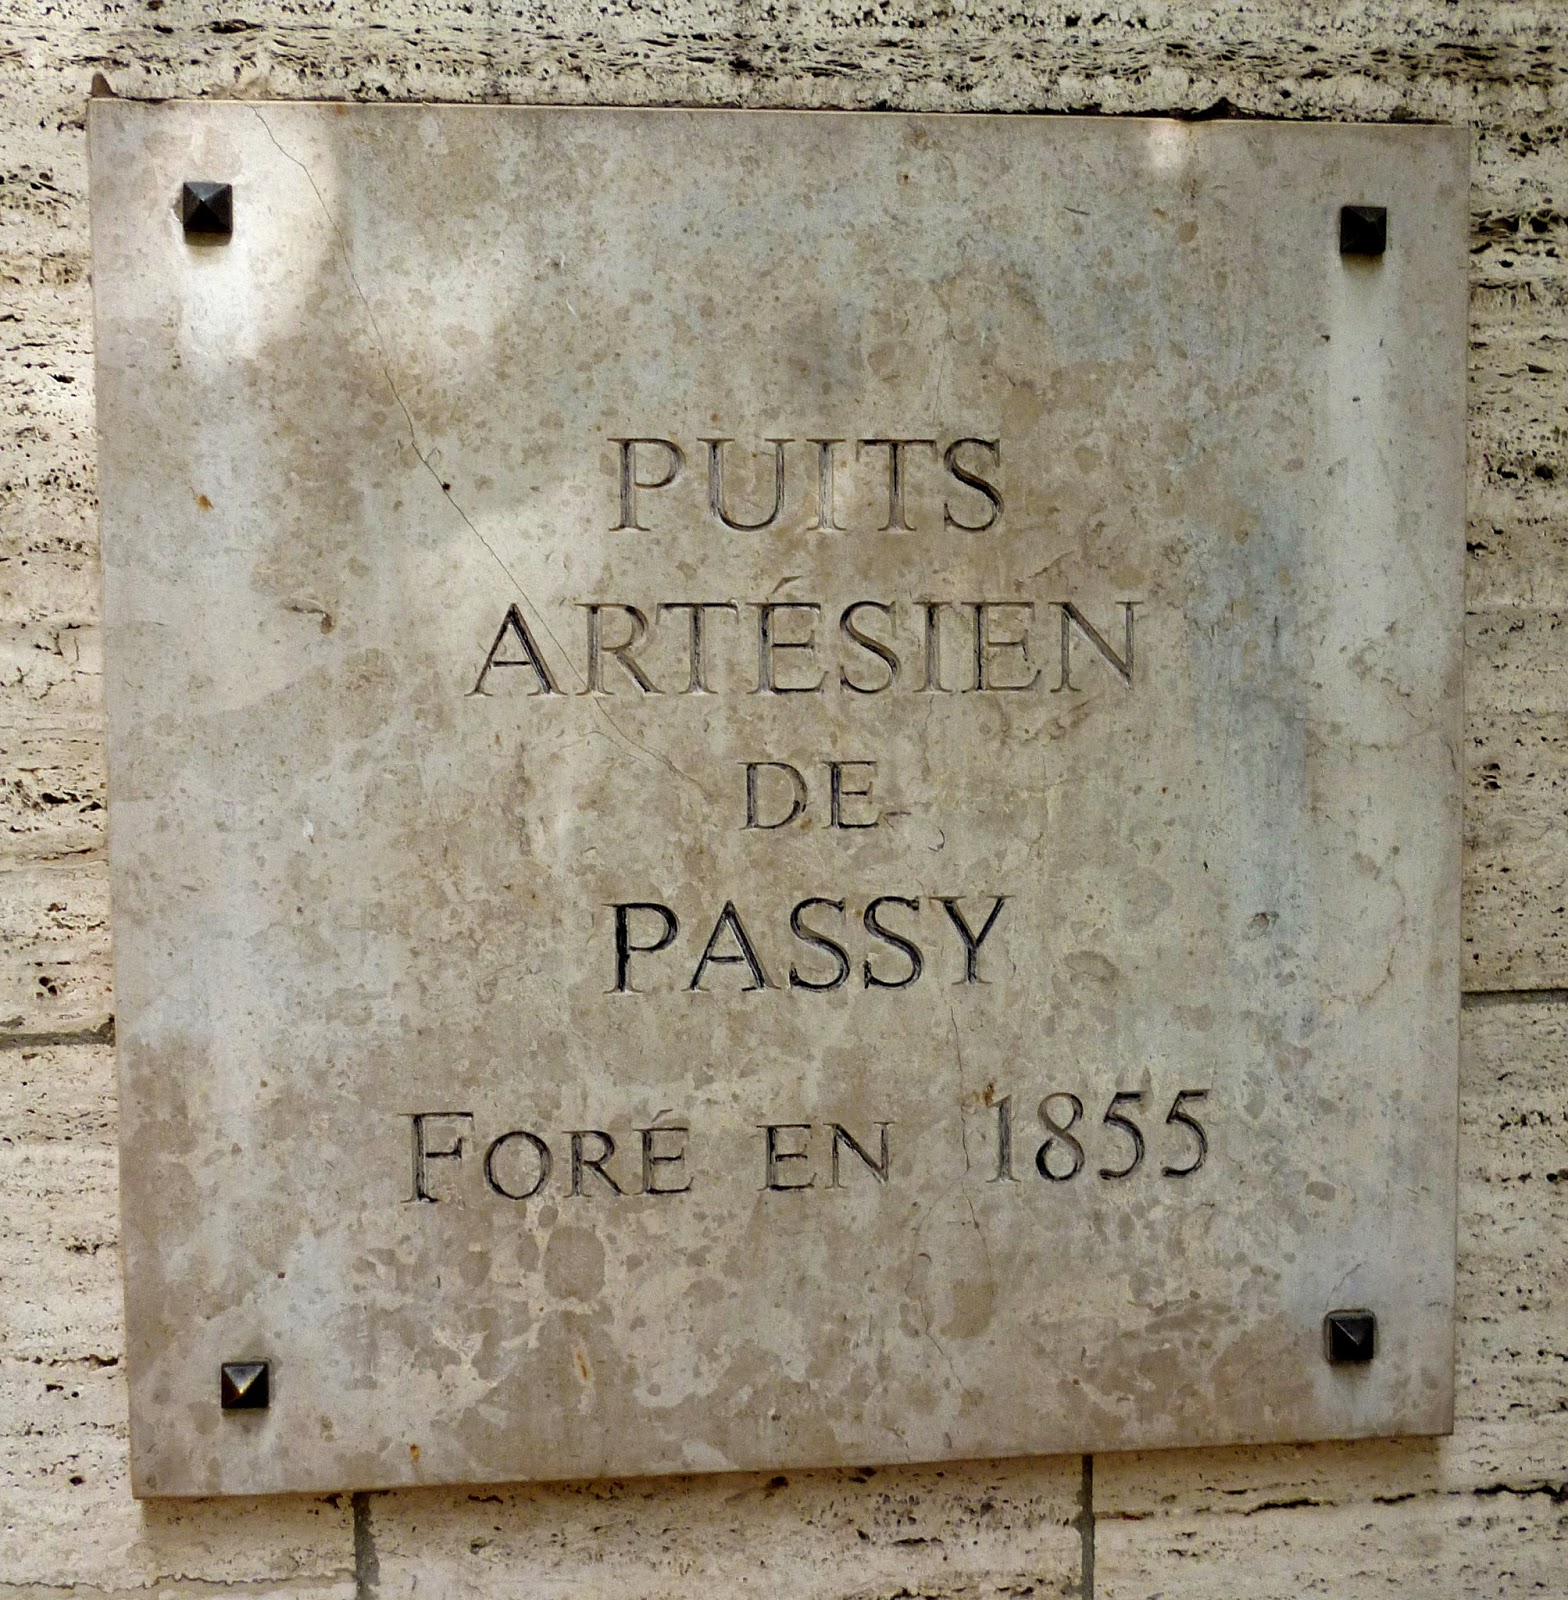 PUITS
ARTÉSIEN
DE
PASSY
FORÉ EN 1855